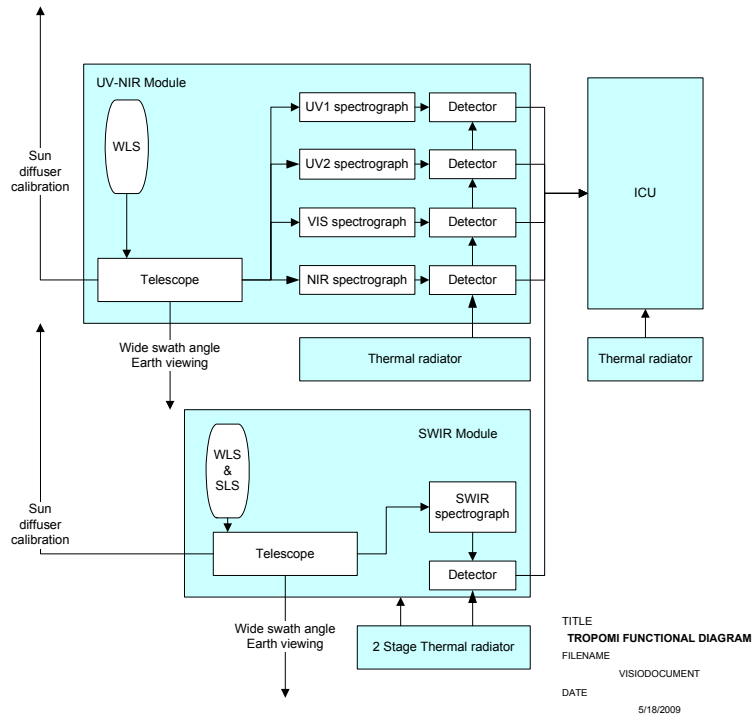 UV-NIR Module
WLS
Sun
diffuser
calibration
UV1 spectrograph
Detector
UV2 spectrograph
Detector
VIS spectrograph
Detector
Telescope
NIR spectrograph
Detector
ICU
Wide swath angle
Earth viewing
Thermal radiator
Thermal radiator
SWIR Module
WLS
&
SLS
Sun
diffuser
calibration
SWIR
spectrograph
Telescope
Detector
Wide swath angle
Earth viewing
2 Stage Thermal radiator
TITLE
TROPOMI FUNCTIONAL DIAGRAM
FILENAME
VISIODOCUMENT
DATE
5/18/2009